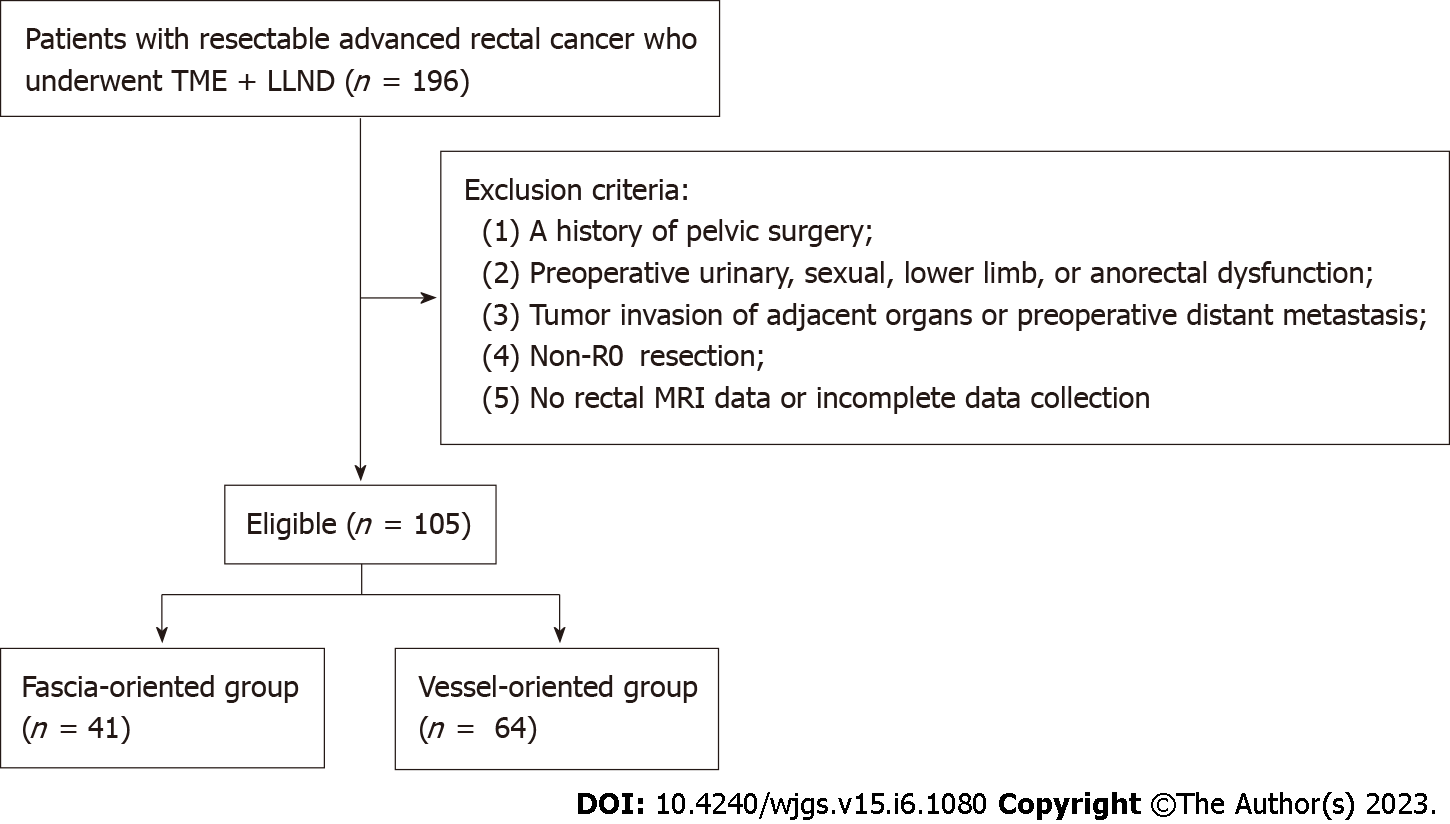 Patients with resectable advanced rectal cancer who
underwent TME + LLND (n = 196)
Exclusion criteria:
(1) A history of pelvic surgery;
(2) Preoperative urinary, sexual, lower limb, or anorectal dysfunction;
(3) Tumor invasion of adjacent organs or preoperative distant metastasis;
(4) Non-R0 resection;
(5) No rectal MRI data or incomplete data collection
Eligible (n = 105)
Fascia-oriented group
(n = 41)
Vessel-oriented group
(n = 64)
DOI: 10.4240/wjgs.v15.i6.1080 Copyright ©The Author(s) 2023.